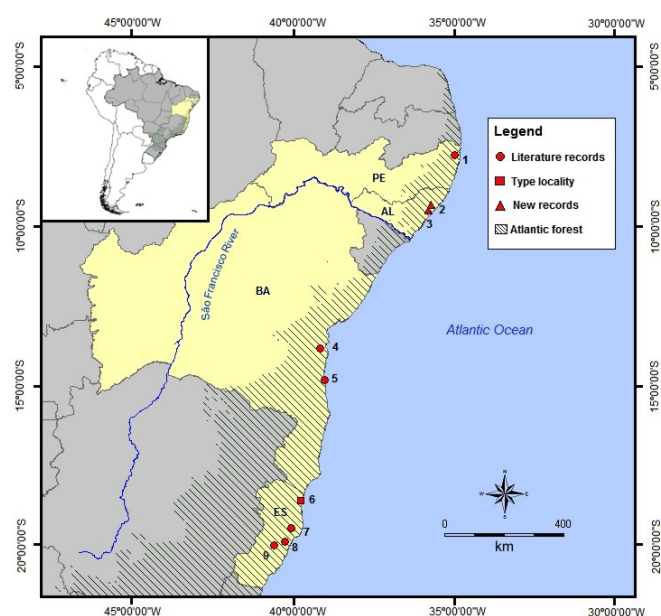 45°00'00"W 40°00'00"W 35°00'00"W 30°00'00"W
5°00'00"S
10°00'00"S
15°00'00"S
20°00'00"S
Legend
Literature records
Type locality
New records
Atlantic forest
PE
1
AL
2
3
São Francisco River
BA
Atlantic Ocean
4
5
6
ES
7
8
9
N
W E
S
0 400
km
5°00'00"S
10°00'00"S
15°00'00"S
20°00'00"S
45°00'00"W 40°00'00"W 35°00'00"W 30°00'00"W